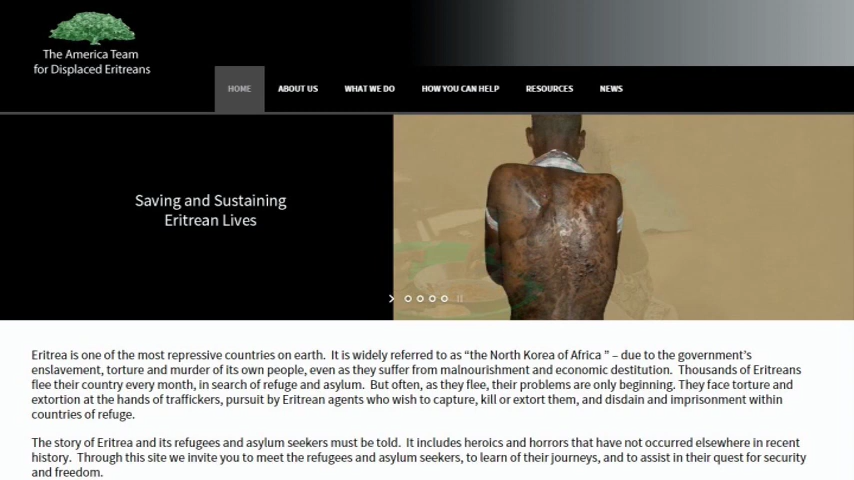 The America Team
for Displaced Eritreans
HOME
ABOUT US
WHAT WE DO
HOW YOU CAN HELP
RESOURCES
NEWS
Saving and Sustaining
Eritrean Lives
Eritrea is one of the most repressive countries on earth.  It is widely referred to as “the North Korea of Africa ” – due to the government’s
enslavement, torture and murder of its own people, even as they suffer from malnourishment and economic destitution.  Thousands of Eritreans
flee their country every month, in search of refuge and asylum.  But often, as they flee, their problems are only beginning. They face torture and
extortion at the hands of traffickers, pursuit by Eritrean agents who wish to capture, kill or extort them, and disdain and imprisonment within
countries of refuge.
The story of Eritrea and its refugees and asylum seekers must be told.  It includes heroics and horrors that have not occurred elsewhere in recent
history.  Through this site we invite you to meet the refugees and asylum seekers, to learn of their journeys, and to assist in their quest for security
and freedom.